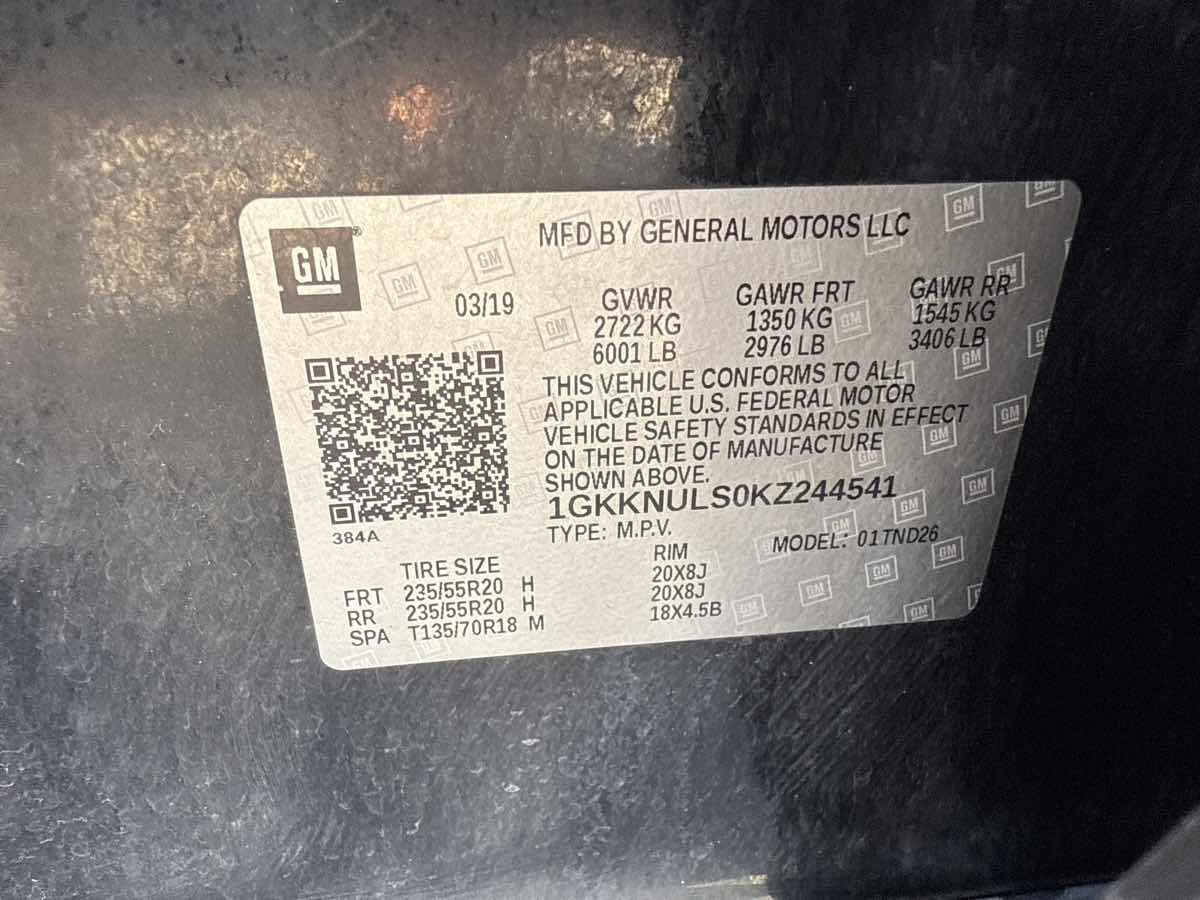 GM
MFD BY GENERAL MOTORS LLC
03/19
GVWR GAWR FRT GAWR RR
2722 KG 1350 KG 1545 KG
6001 LB 2976 LB 3406 LB
THIS VEHICLE CONFORMS TO ALL
APPLICABLE U.S. FEDERAL MOTOR
VEHICLE SAFETY STANDARDS IN EFFECT
ON THE DATE OF MANUFACTURE
SHOWN ABOVE.
1GKKNULS0KZ244541
TYPE: M.P.V. MODEL: 01TND26
384A
TIRE SIZE RIM
FRT 235/55R20 H 20X8J
RR 235/55R20 H 20X8J
SPA T135/70R18 M 18X4.5B